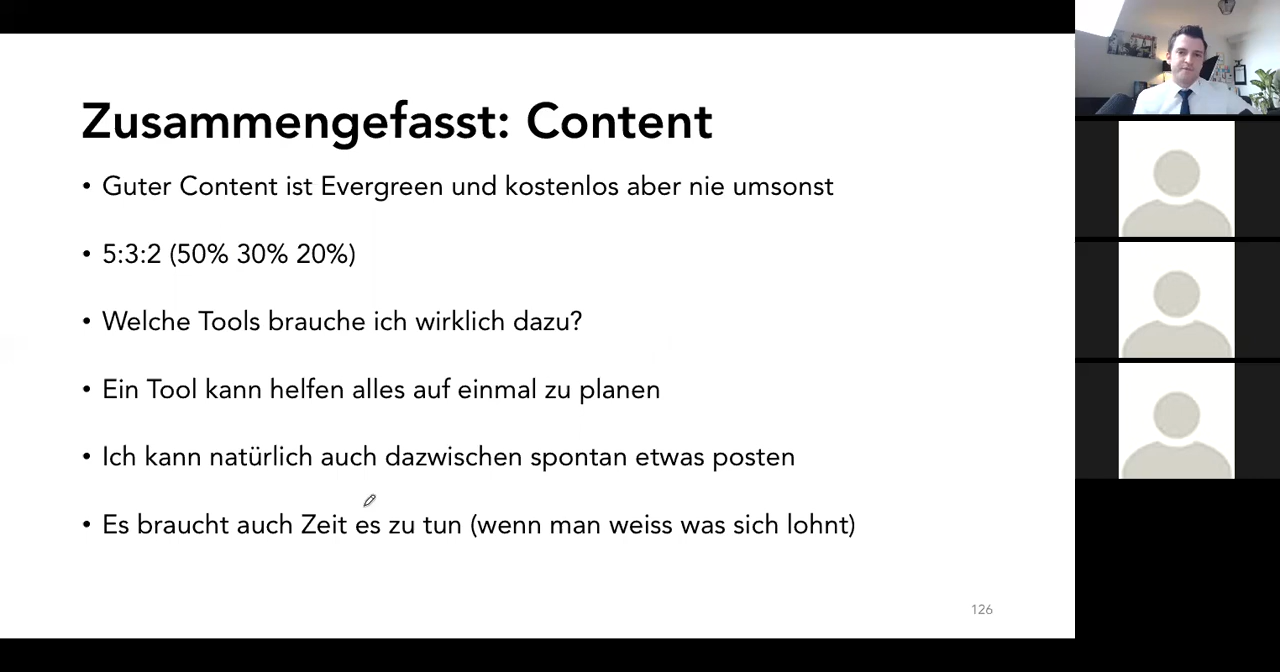 Zusammengefasst: Content
• Guter Content ist Evergreen und kostenlos aber nie umsonst
• 5:3:2 (50% 30% 20%)
• Welche Tools brauche ich wirklich dazu?
• Ein Tool kann helfen alles auf einmal zu planen
• Ich kann natürlich auch dazwischen spontan etwas posten
• Es braucht auch Zeit es zu tun (wenn man weiss was sich lohnt)
126